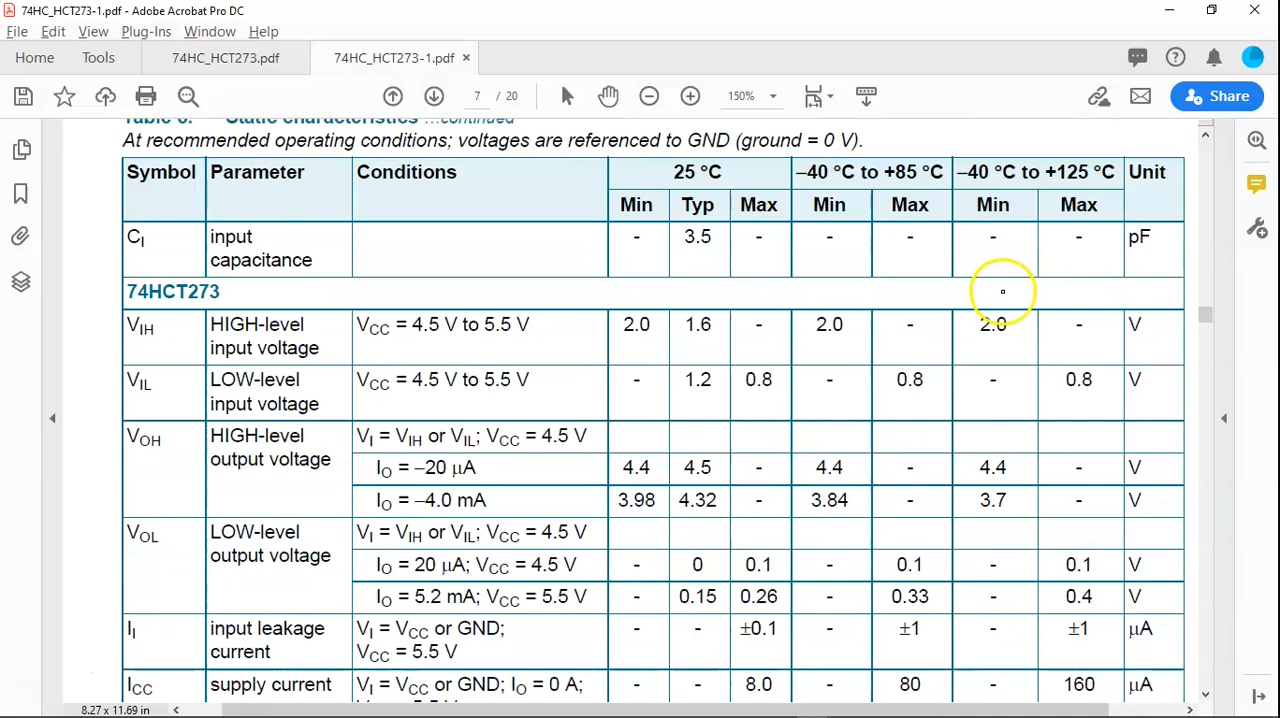 74HC_HCT273-1.pdf - Adobe Acrobat Pro DC
File Edit View Plug-Ins Window Help
Home Tools 74HC_HCT273.pdf 74HC_HCT273-1.pdf ×
7 / 20 150% Share
Table 6. Static characteristics …continued
At recommended operating conditions; voltages are referenced to GND (ground = 0 V).
Symbol Parameter Conditions 25 °C −40 °C to +85 °C −40 °C to +125 °C Unit
Min Typ Max Min Max Min Max
CI input capacitance - 3.5 - - - - - pF
74HCT273
VIH HIGH-level input voltage VCC = 4.5 V to 5.5 V 2.0 1.6 - 2.0 - 2.0 - V
VIL LOW-level input voltage VCC = 4.5 V to 5.5 V - 1.2 0.8 - 0.8 - 0.8 V
VOH HIGH-level output voltage VI = VIH or VIL; VCC = 4.5 V
IO = −20 μA 4.4 4.5 - 4.4 - 4.4 - V
IO = −4.0 mA 3.98 4.32 - 3.84 - 3.7 - V
VOL LOW-level output voltage VI = VIH or VIL; VCC = 4.5 V
IO = 20 μA; VCC = 4.5 V - 0 0.1 - 0.1 - 0.1 V
IO = 5.2 mA; VCC = 5.5 V - 0.15 0.26 - 0.33 - 0.4 V
II input leakage current VI = VCC or GND; VCC = 5.5 V - - ±0.1 - ±1 - ±1 μA
ICC supply current VI = VCC or GND; IO = 0 A; - - 8.0 - 80 - 160 μA
8.27 x 11.69 in